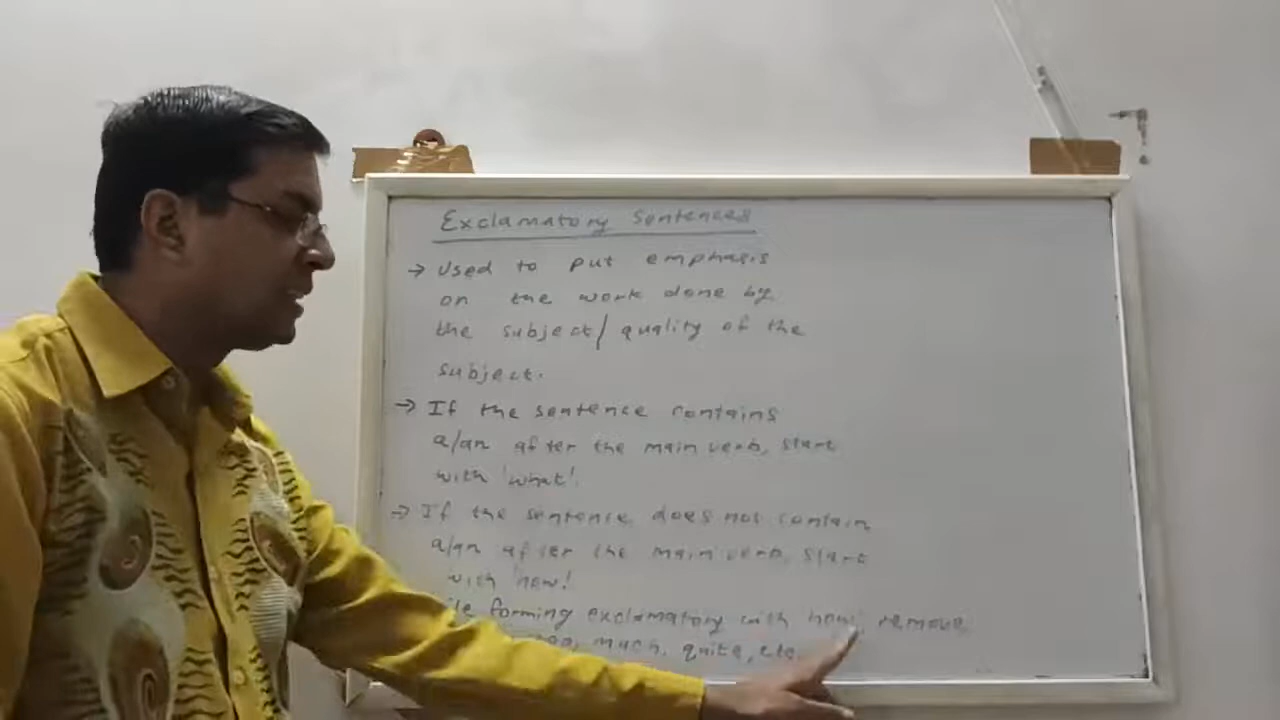 Exclamatory Sentences
→ Used to put emphasis
on the work done by
the subject/quality of the
subject.
→ If the sentence contains
a/an after the main verb, start
with 'what'.
→ If the sentence does not contain
a/an after the main verb, start
with 'how'.
forming exclamatory with 'how' remove
much, quite, etc.